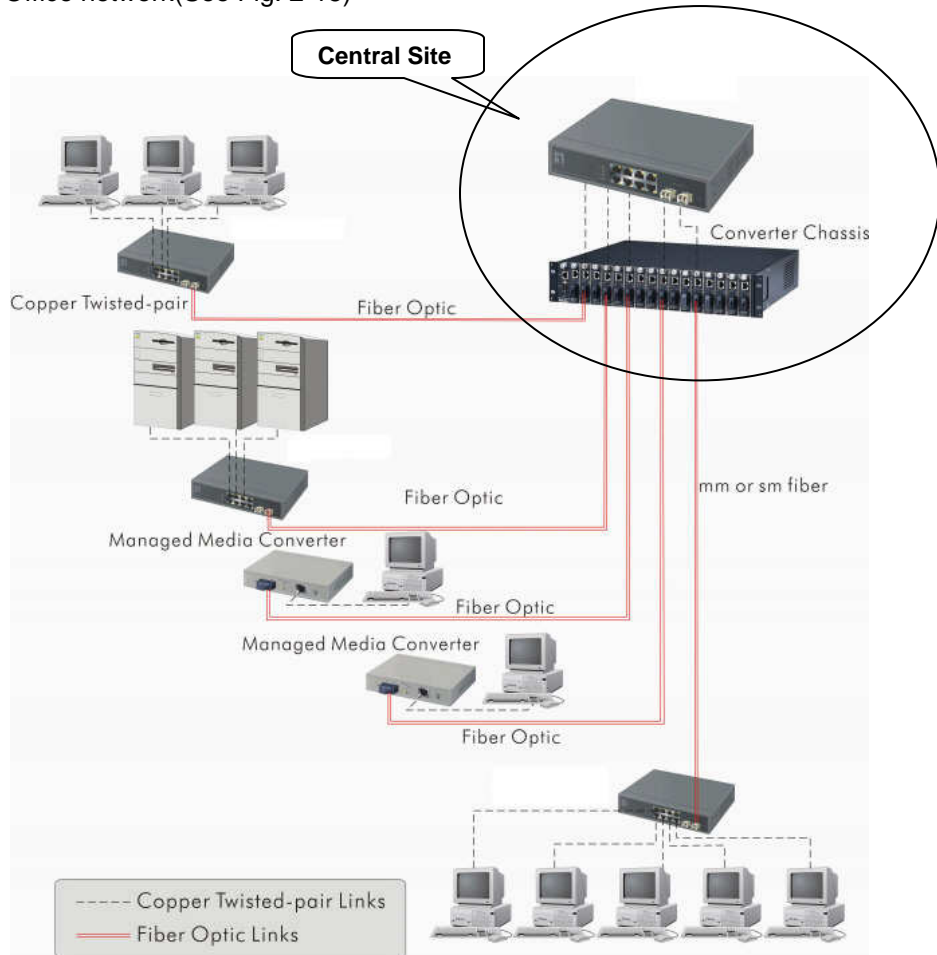 Central Site
Converter Chassis
Copper Twisted-pair
Fiber Optic
Fiber Optic
mm or sm fiber
Managed Media Converter
Fiber Optic
Managed Media Converter
Fiber Optic
Copper Twisted-pair Links
Fiber Optic Links